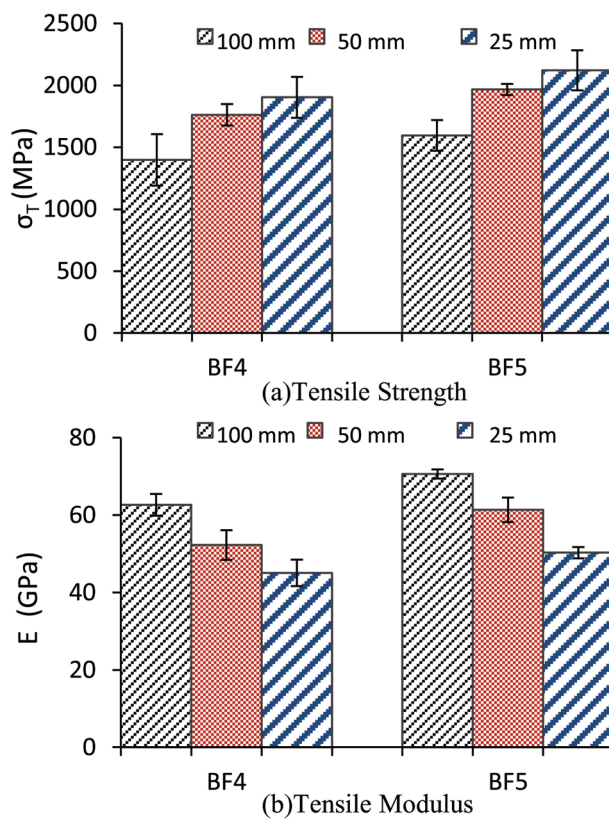 100 mm 50 mm 25 mm
2500
2000
1500
1000
500
0
σT (MPa)
BF4 BF5
(a)Tensile Strength
100 mm 50 mm 25 mm
80
60
40
20
0
E (GPa)
BF4 BF5
(b)Tensile Modulus